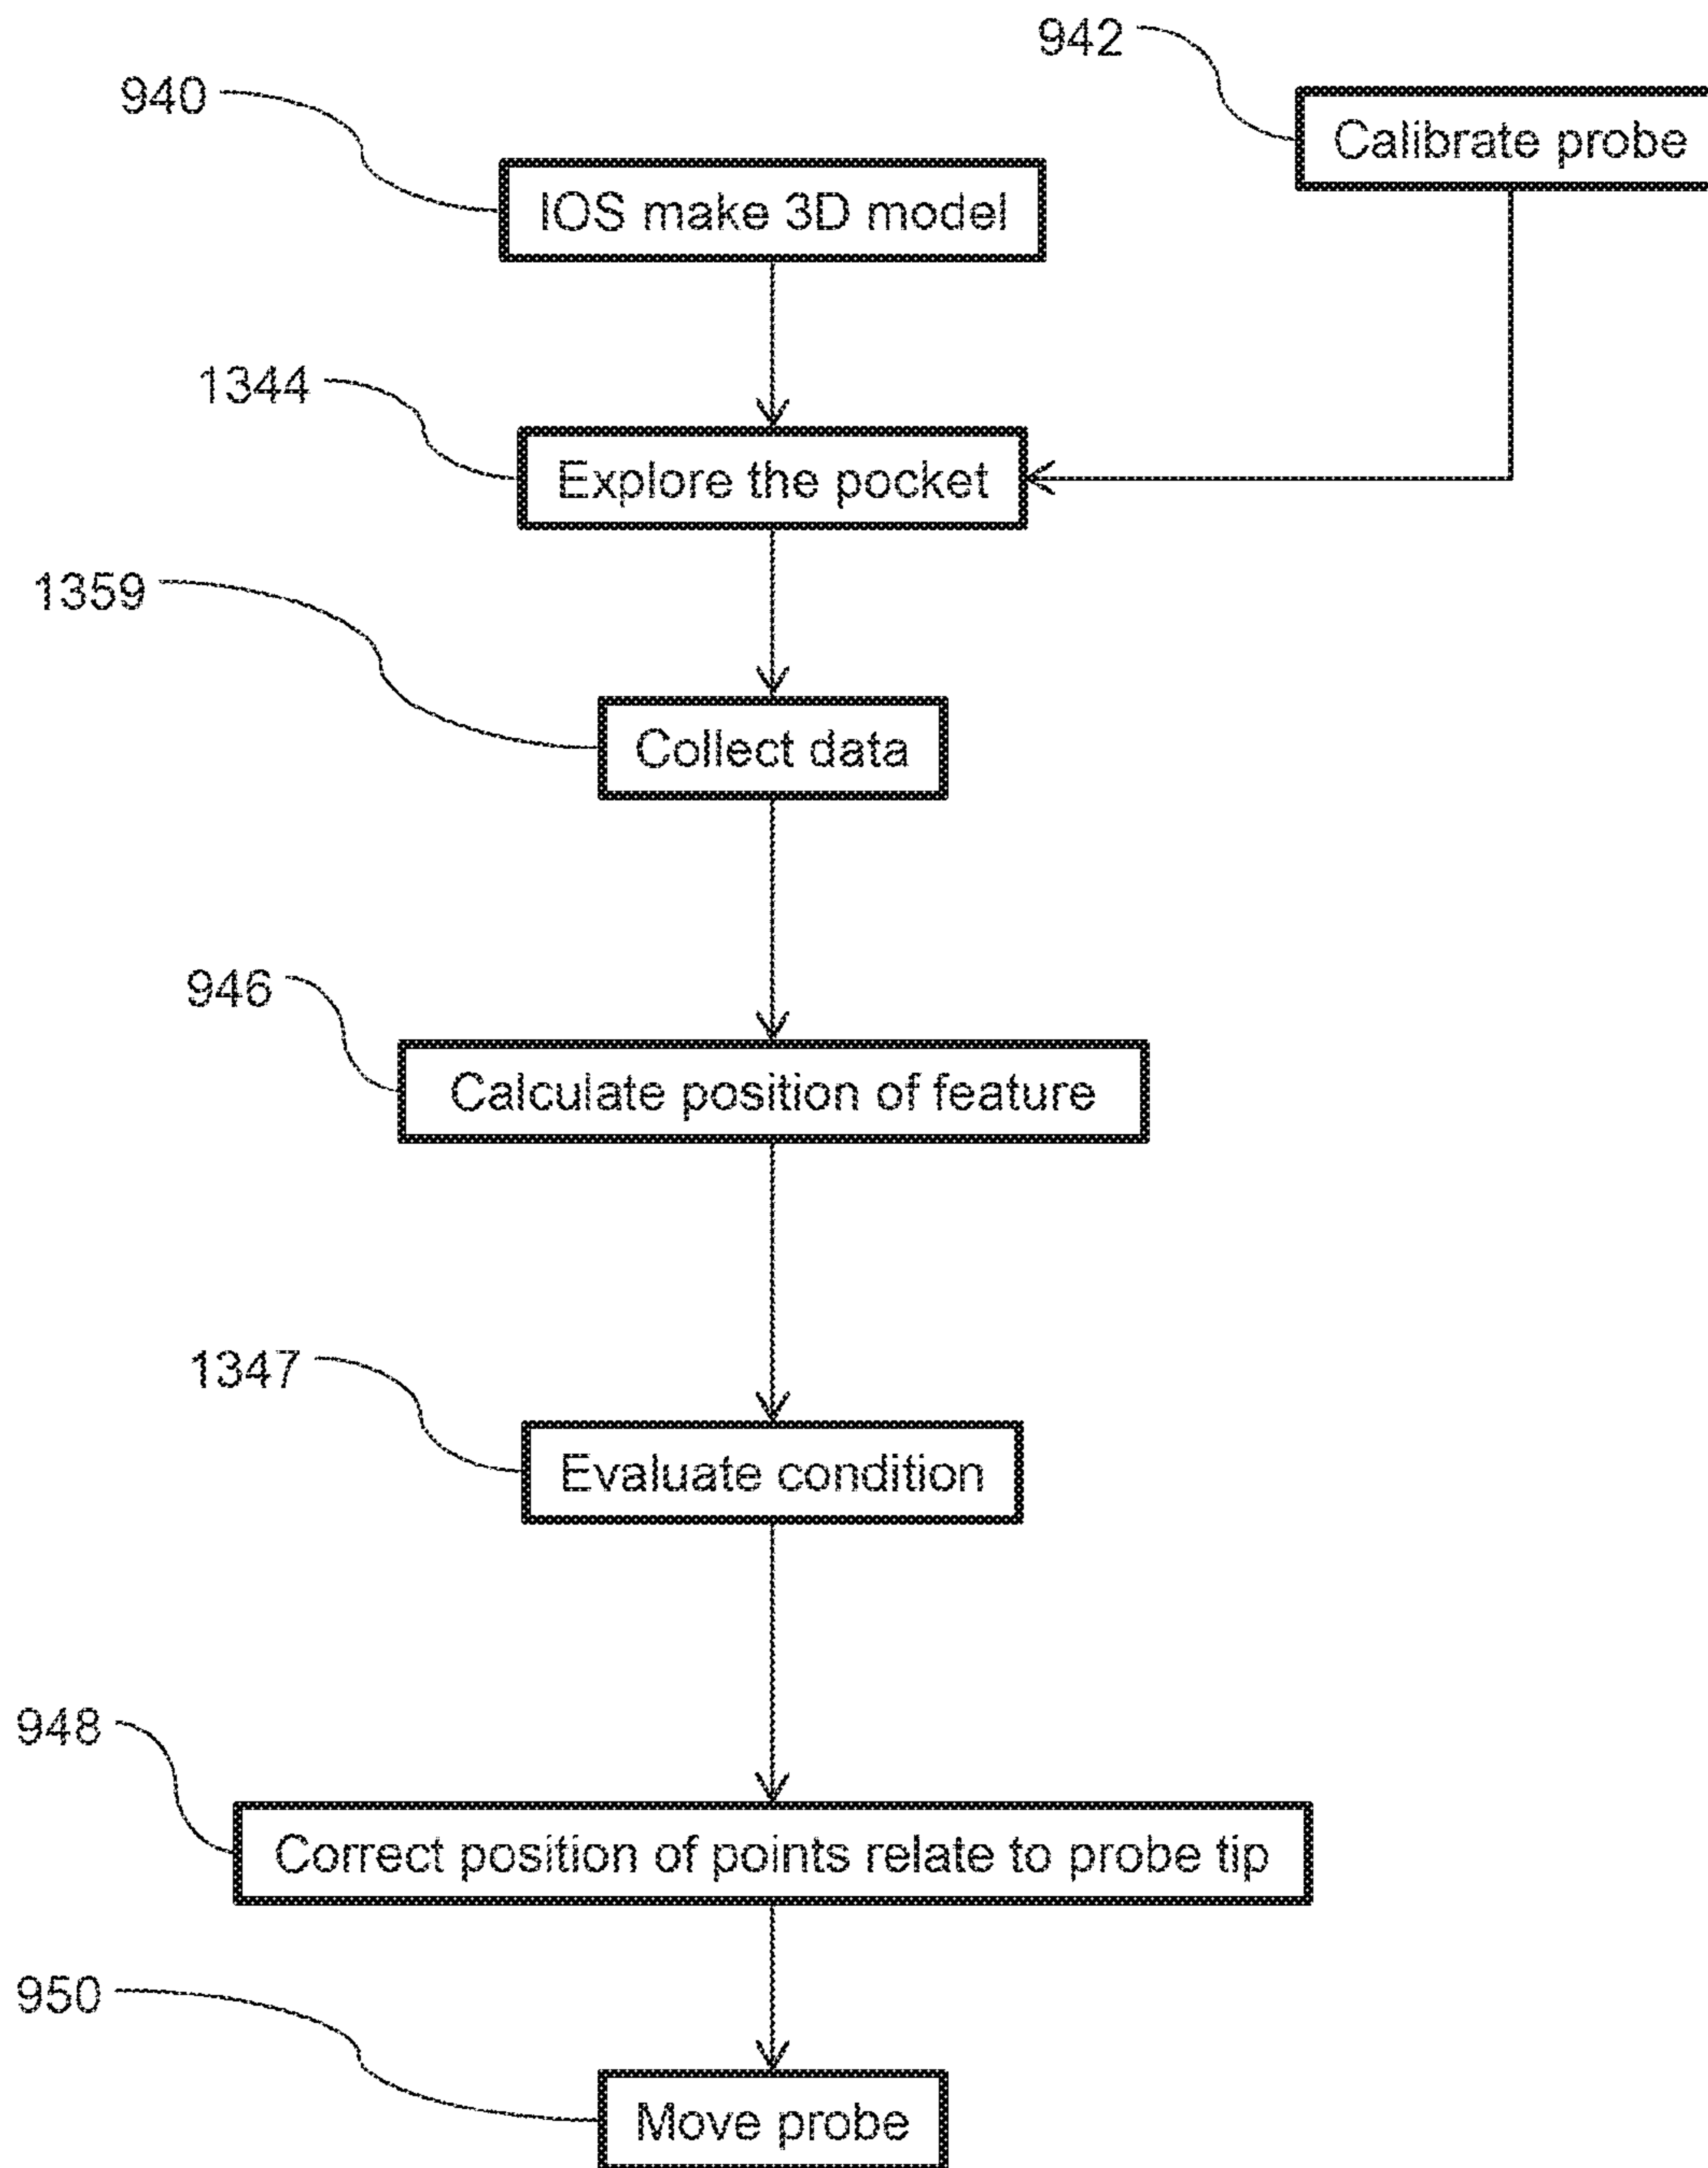 942
Calibrate probe
940
IOS make 3D model
1344
Explore the pocket
1359
Collect data
946
Calculate position of feature
1347
Evaluate condition
948
Correct position of points relate to probe tip
950
Move probe